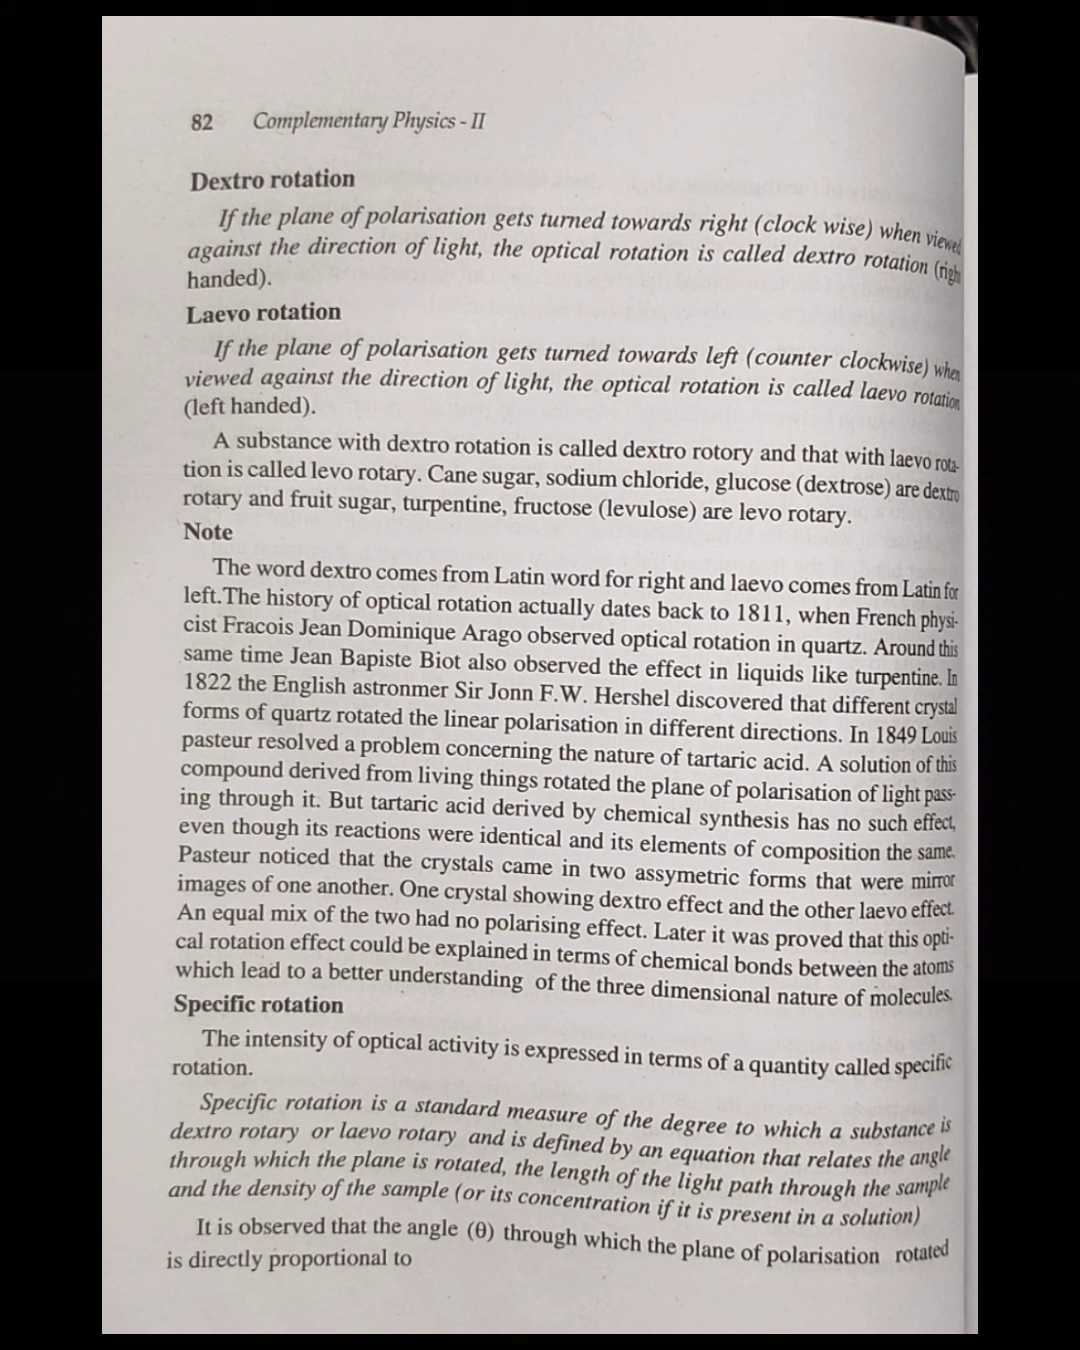 82 Complementary Physics - II
Dextro rotation
If the plane of polarisation gets turned towards right (clock wise) when viewed
against the direction of light, the optical rotation is called dextro rotation (right
handed).
Laevo rotation
If the plane of polarisation gets turned towards left (counter clockwise) when
viewed against the direction of light, the optical rotation is called laevo rotation
(left handed).
A substance with dextro rotation is called dextro rotory and that with laevo rota-
tion is called levo rotary. Cane sugar, sodium chloride, glucose (dextrose) are dextro
rotary and fruit sugar, turpentine, fructose (levulose) are levo rotary.
Note
The word dextro comes from Latin word for right and laevo comes from Latin for
left.The history of optical rotation actually dates back to 1811, when French physi-
cist Fracois Jean Dominique Arago observed optical rotation in quartz. Around this
same time Jean Bapiste Biot also observed the effect in liquids like turpentine. In
1822 the English astronmer Sir Jonn F.W. Hershel discovered that different crystal
forms of quartz rotated the linear polarisation in different directions. In 1849 Louis
pasteur resolved a problem concerning the nature of tartaric acid. A solution of this
compound derived from living things rotated the plane of polarisation of light pass-
ing through it. But tartaric acid derived by chemical synthesis has no such effect,
even though its reactions were identical and its elements of composition the same.
Pasteur noticed that the crystals came in two assymetric forms that were mirror
images of one another. One crystal showing dextro effect and the other laevo effect.
An equal mix of the two had no polarising effect. Later it was proved that this opti-
cal rotation effect could be explained in terms of chemical bonds between the atoms
which lead to a better understanding of the three dimensional nature of molecules.
Specific rotation
The intensity of optical activity is expressed in terms of a quantity called specific
rotation.
Specific rotation is a standard measure of the degree to which a substance is
dextro rotary or laevo rotary and is defined by an equation that relates the angle
through which the plane is rotated, the length of the light path through the sample
and the density of the sample (or its concentration if it is present in a solution)
It is observed that the angle (θ) through which the plane of polarisation rotated
is directly proportional to